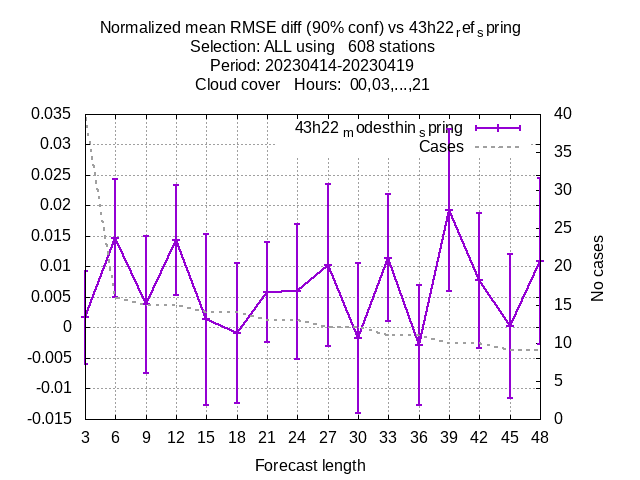 Normalized mean RMSE diff (90% conf) vs 43h22refspring
Selection: ALL using 608 stations
Period: 20230414-20230419
Cloud cover Hours: 00,03,...,21
43h22modesthinspring
Cases
0.035
0.03
0.025
0.02
0.015
0.01
0.005
0
-0.005
-0.01
-0.015
40
35
30
25
20
15
10
5
0
No cases
3 6 9 12 15 18 21 24 27 30 33 36 39 42 45 48
Forecast length